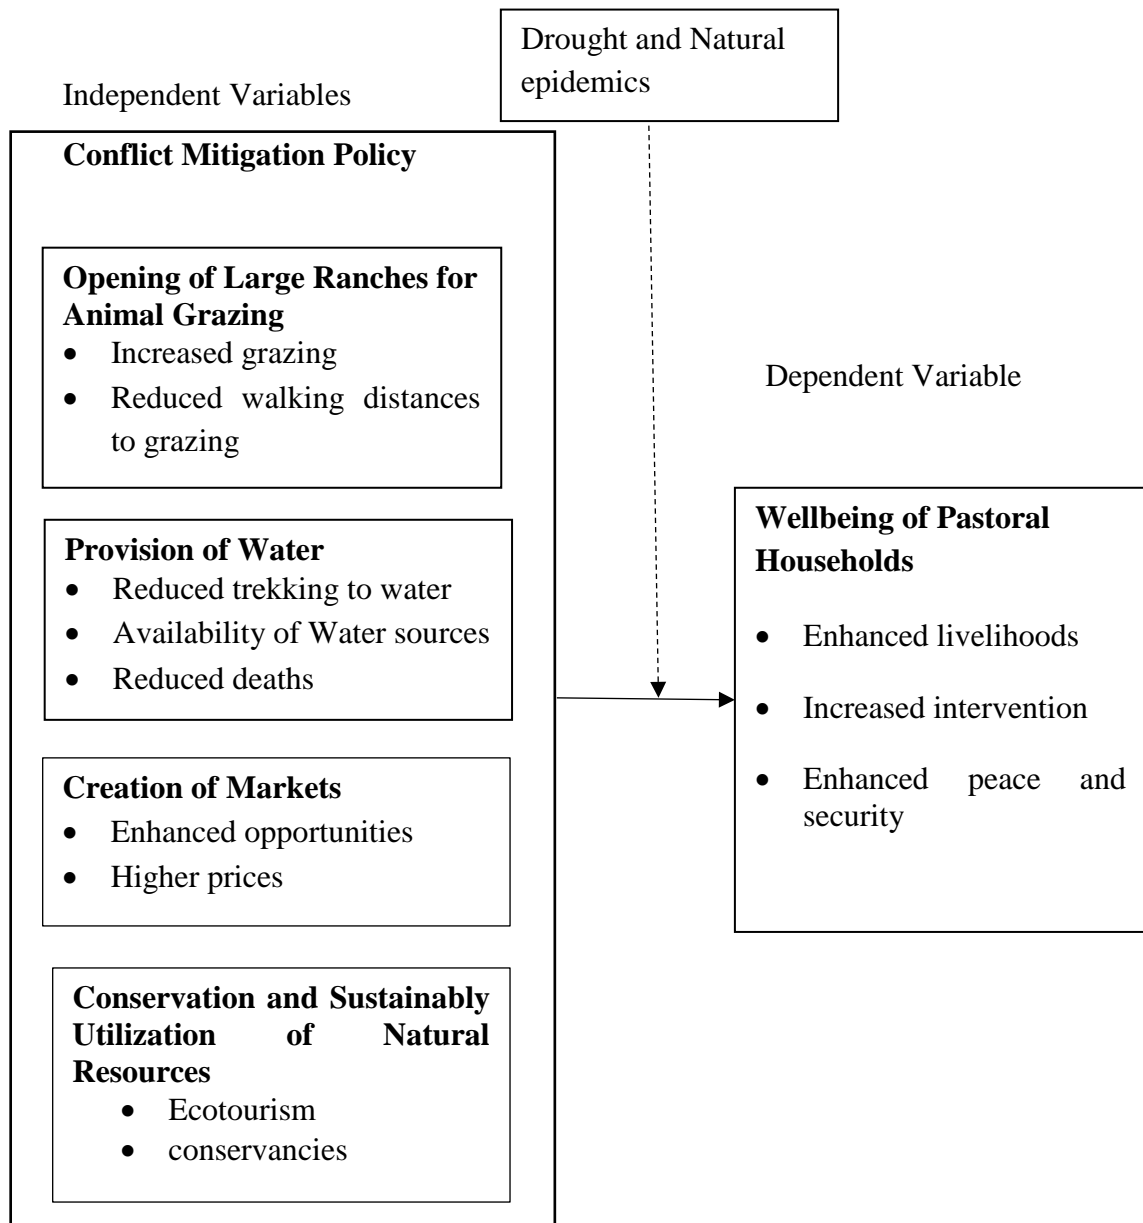 Drought and Natural
epidemics
Independent Variables
Conflict Mitigation Policy
Opening of Large Ranches for
Animal Grazing
• Increased grazing
• Reduced walking distances
to grazing
Dependent Variable
Provision of Water
• Reduced trekking to water
• Availability of Water sources
• Reduced deaths
Wellbeing of Pastoral
Households
• Enhanced livelihoods
• Increased intervention
• Enhanced peace and
security
Creation of Markets
• Enhanced opportunities
• Higher prices
Conservation and Sustainably
Utilization of Natural
Resources
• Ecotourism
• conservancies